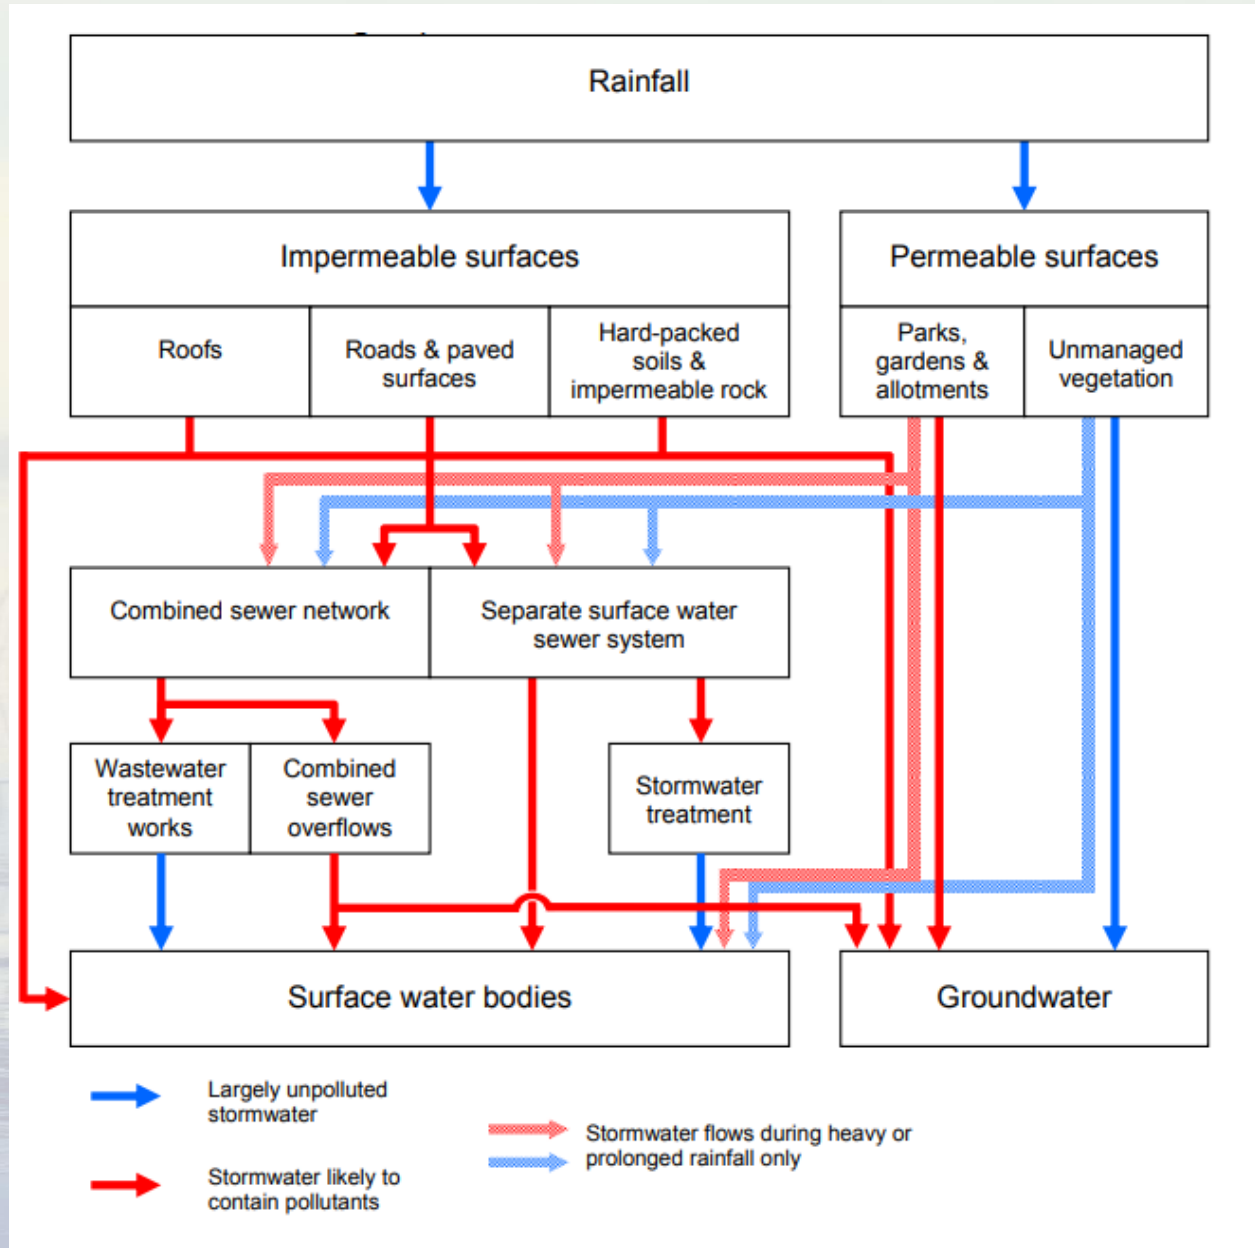 Rainfall
Impermeable surfaces
Permeable surfaces
Roofs
Roads & paved
surfaces
Hard-packed
soils &
impermeable rock
Parks,
gardens &
allotments
Unmanaged
vegetation
Combined sewer network
Separate surface water
sewer system
Wastewater
treatment
works
Combined
sewer
overflows
Stormwater
treatment
Surface water bodies
Groundwater
Largely unpolluted
stormwater
Stormwater likely to
contain pollutants
Stormwater flows during heavy or
prolonged rainfall only